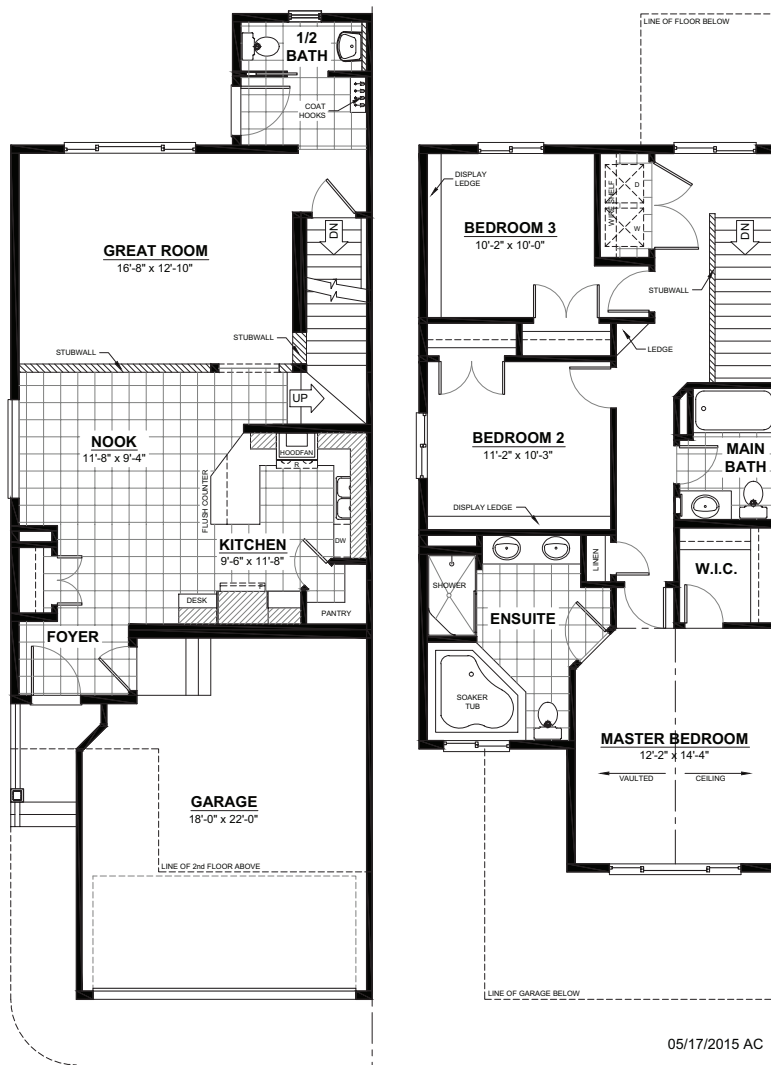 1/2
BATH
COAT
HOOKS
GREAT ROOM
16'-8" x 12'-10"
DN
STUBWALL
STUBWALL
UP
NOOK
11'-8" x 9'-4"
HOODFAN
R
FLUSH COUNTER
DW
KITCHEN
9'-6" x 11'-8"
DESK
PANTRY
FOYER
GARAGE
18'-0" x 22'-0"
LINE OF 2nd FLOOR ABOVE
LINE OF FLOOR BELOW
DISPLAY
LEDGE
WIRE SHELF
D
W
BEDROOM 3
10'-2" x 10'-0"
DN
STUBWALL
LEDGE
BEDROOM 2
11'-2" x 10'-3"
DISPLAY LEDGE
MAIN
BATH
LINEN
W.I.C.
SHOWER
ENSUITE
SOAKER
TUB
MASTER BEDROOM
12'-2" x 14'-4"
VAULTED
CEILING
LINE OF GARAGE BELOW
05/17/2015 AC